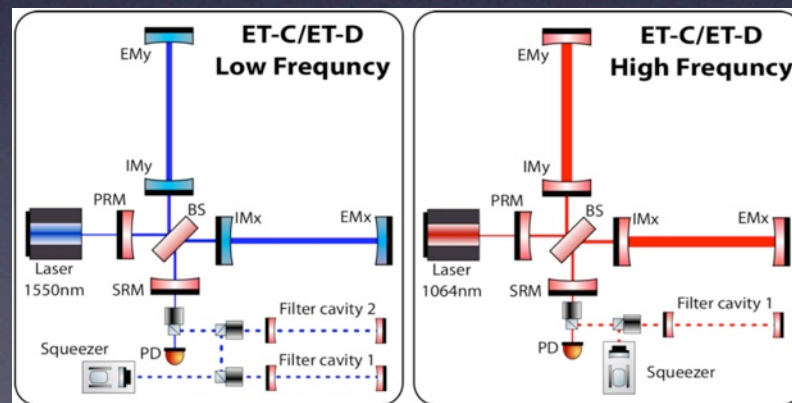 ET-C/ET-D
Low Frequncy
EMy
IMy
PRM
BS
IMx
EMx
Laser
1550nm
SRM
Filter cavity 2
PD
Squeezer
Filter cavity 1
ET-C/ET-D
High Frequncy
EMy
IMy
PRM
BS
IMx
EMx
Laser
1064nm
SRM
Filter cavity 1
PD
Squeezer